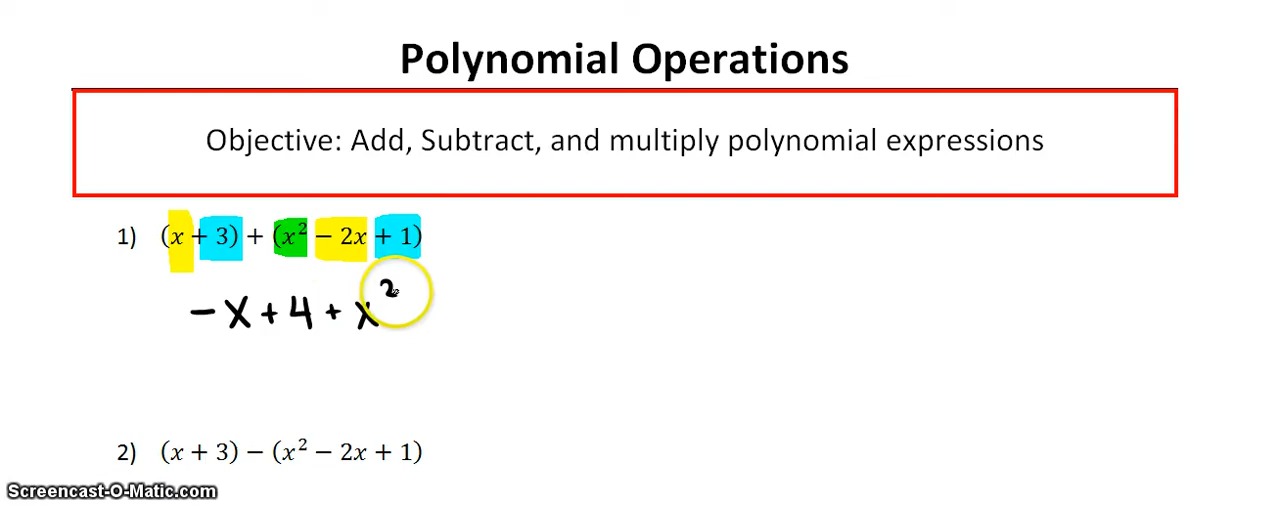 Polynomial Operations
Objective: Add, Subtract, and multiply polynomial expressions
1) (x + 3) + (x² − 2x + 1)
− x + 4 + x²
2) (x + 3) − (x² − 2x + 1)
Screencast-O-Matic.com